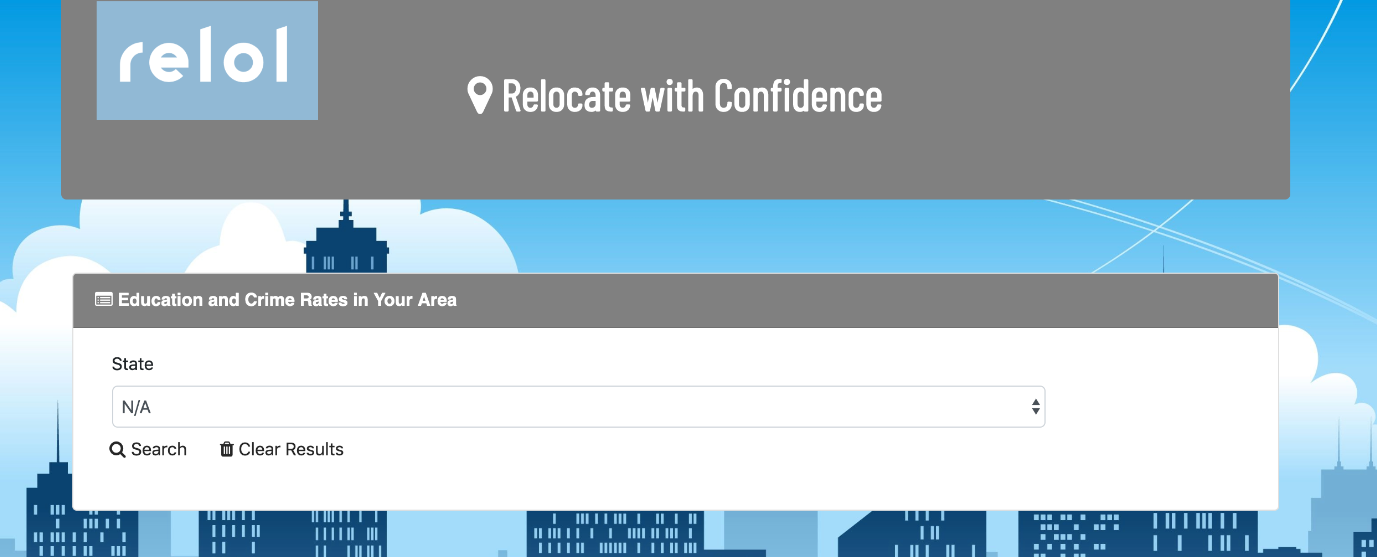 relol
Relocate with Confidence
Education and Crime Rates in Your Area
State
N/A
Search Clear Results